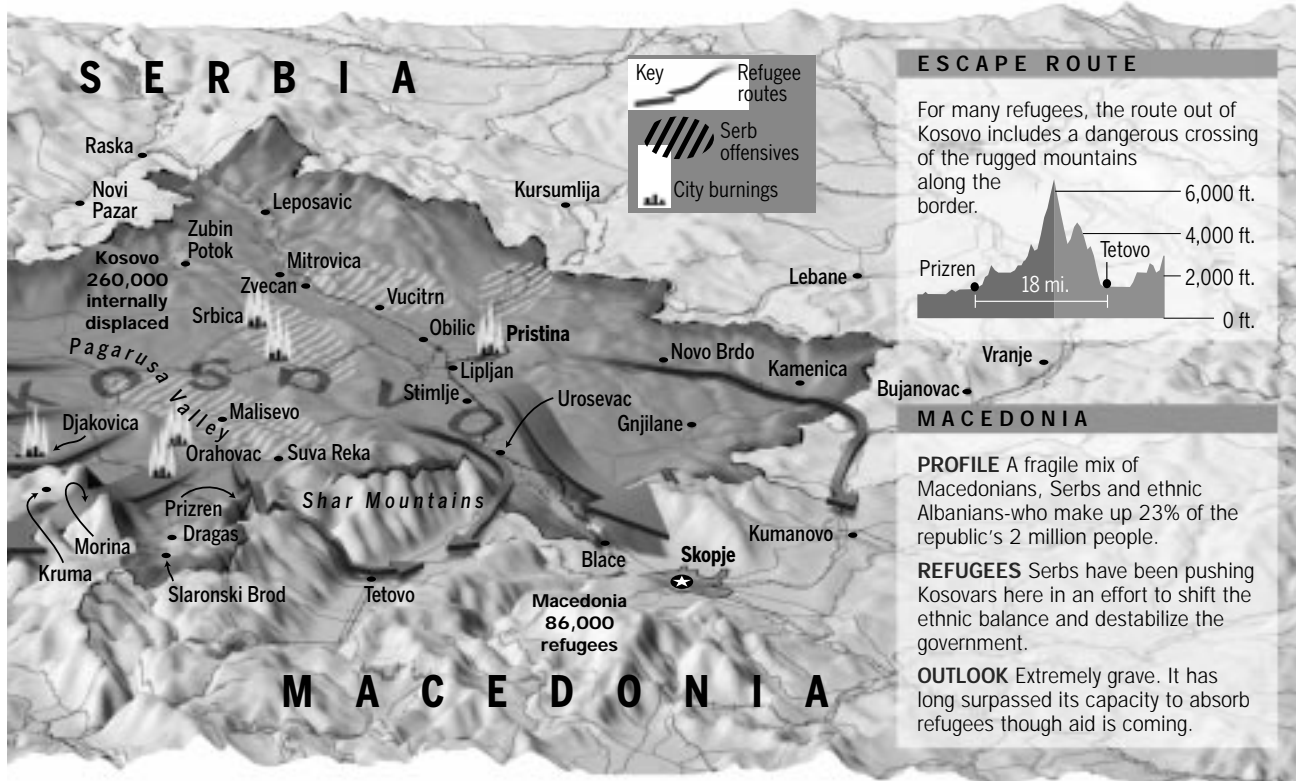 SERBIA
Raska
Novi
Pazar
Leposavic
Zubin
Potok
Kosovo
260,000
internally
displaced
Mitrovica
Zvecan
Vucitrn
Srbica
Obilic
Pristina
Pagarusa Valley
KOSOVO
Lipljan
Stimlje
Urosevac
Novo Brdo
Kamenica
Gnjilane
Djakovica
Malisevo
Orahovac
Suva Reka
Shar Mountains
Prizren
Dragas
Morina
Kruma
Slaronski Brod
Tetovo
Blace
Skopje
Kumanovo
Macedonia
86,000
refugees
MACEDONIA
Kursumlija
Lebane
Vranje
Bujanovac
Key
Refugee
routes
Serb
offensives
City burnings
ESCAPE ROUTE
For many refugees, the route out of
Kosovo includes a dangerous crossing
of the rugged mountains
along the
border.
6,000 ft.
4,000 ft.
Tetovo
Prizren
2,000 ft.
18 mi.
0 ft.
MACEDONIA
PROFILE A fragile mix of
Macedonians, Serbs and ethnic
Albanians-who make up 23% of the
republic's 2 million people.
REFUGEES Serbs have been pushing
Kosovars here in an effort to shift the
ethnic balance and destabilize the
government.
OUTLOOK Extremely grave. It has
long surpassed its capacity to absorb
refugees though aid is coming.